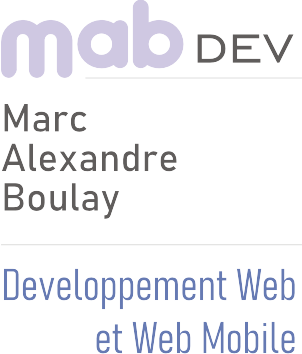 mab DEV
Marc
Alexandre
Boulay
Developpement Web
et Web Mobile